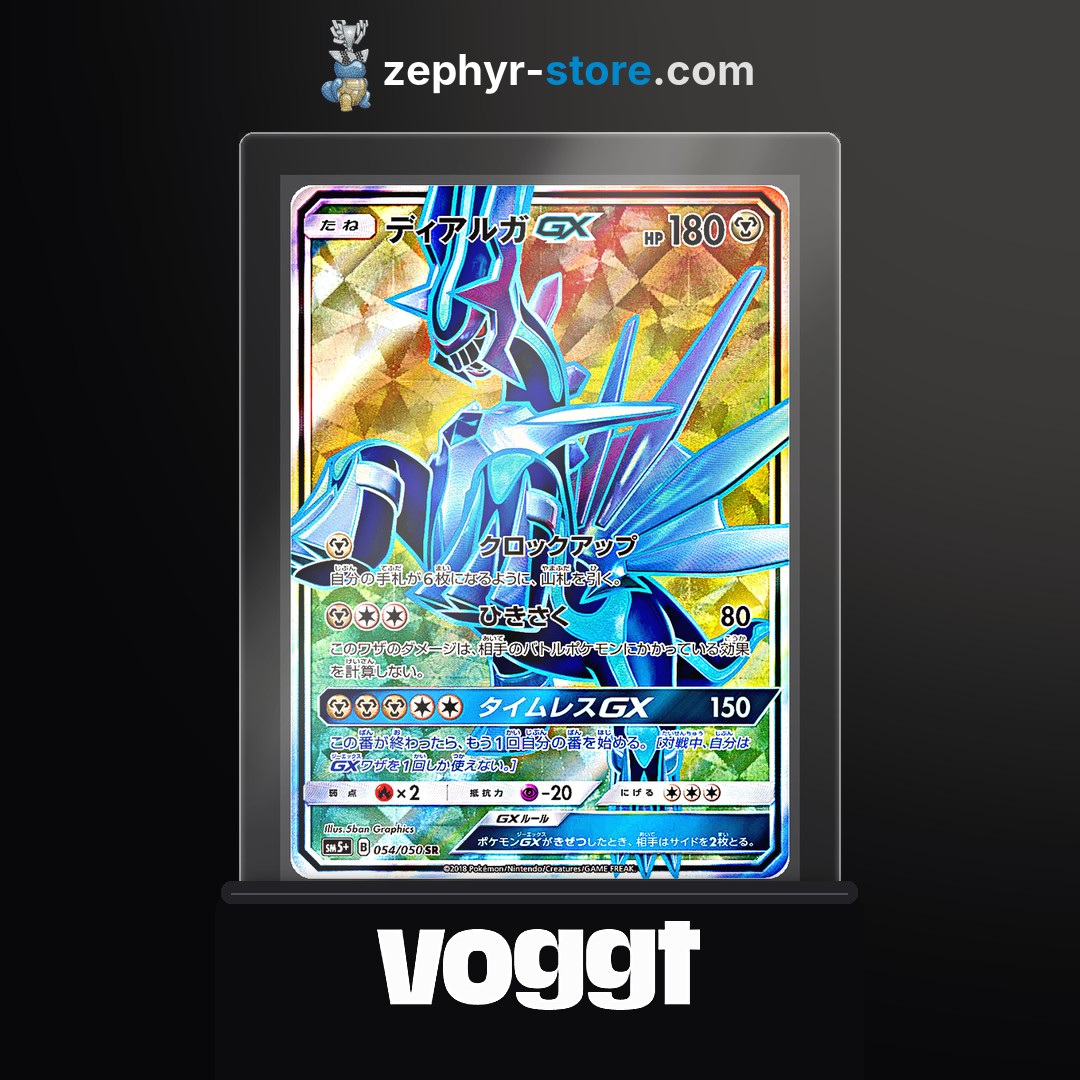 zephyr-store.com
たね ディアルガGX HP 180
クロックアップ
自分の手札が6枚になるように、山札を引く。
ひきさく 80
このワザのダメージは、相手のバトルポケモンにかかっている効果
を計算しない。
タイムレスGX 150
この番が終わったら、もう1回自分の番を始める。[対戦中、自分は
GXワザを1回しか使えない。]
弱点 ×2 抵抗力 -20 にげる
GXルール
ポケモンGXがきぜつしたとき、相手はサイドを2枚とる。
Illus. 5ban Graphics
SM5+ B 054/050 SR
©2018 Pokémon/Nintendo/Creatures/GAME FREAK
voggt